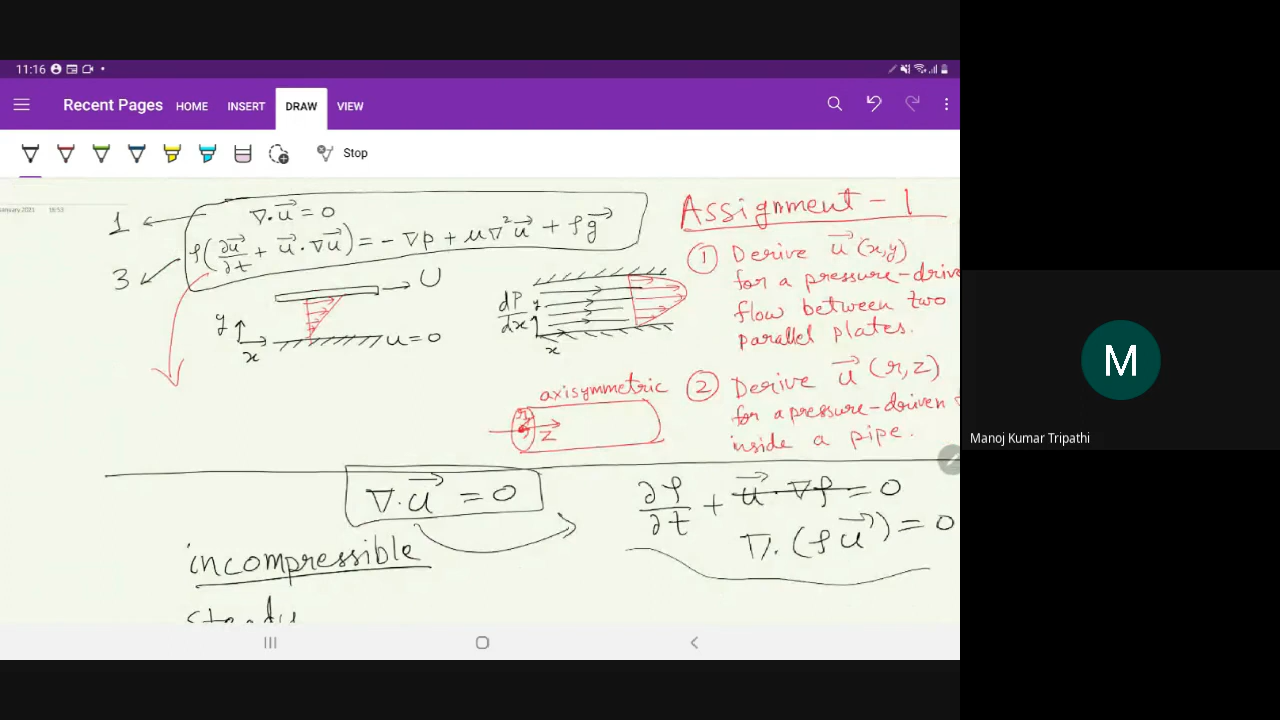 11:16
Recent Pages HOME INSERT DRAW VIEW
Stop
1 ∇·u⃗ = 0
3 ρ(∂u⃗/∂t + u⃗·∇u⃗) = -∇p + μ∇²u⃗ + ρg⃗
U
y
x
u=0
dP/dx
y
x
axisymmetric
r
z
Assignment - 1
① Derive u⃗(x,y)
for a pressure-drive
flow between two
parallel plates.
② Derive u⃗(r,z)
for a pressure-driven
inside a pipe.
∇·u⃗ = 0
incompressible
steady
∂ρ/∂t + u⃗·∇ρ = 0
∇·(ρu⃗) = 0
M
Manoj Kumar Tripathi